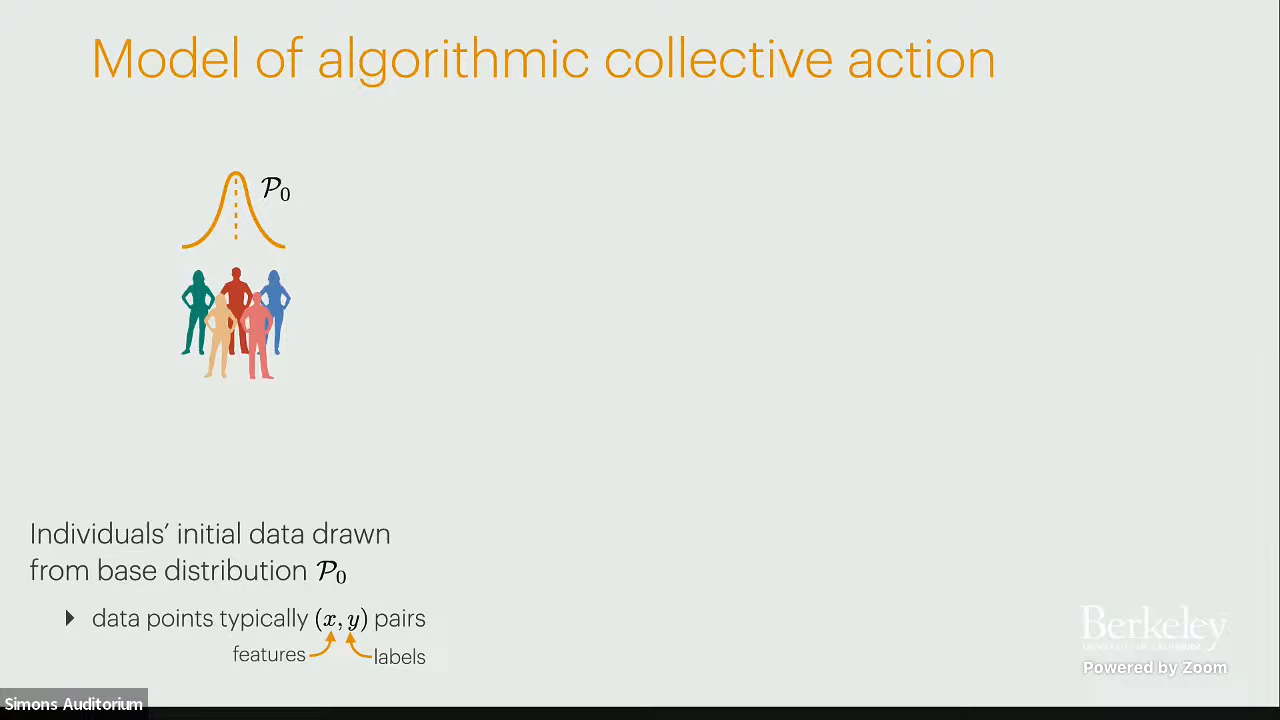 Model of algorithmic collective action
𝒫₀
Individuals’ initial data drawn
from base distribution 𝒫₀
data points typically (x, y) pairs
features
labels
Berkeley
Powered by Zoom
Simons Auditorium